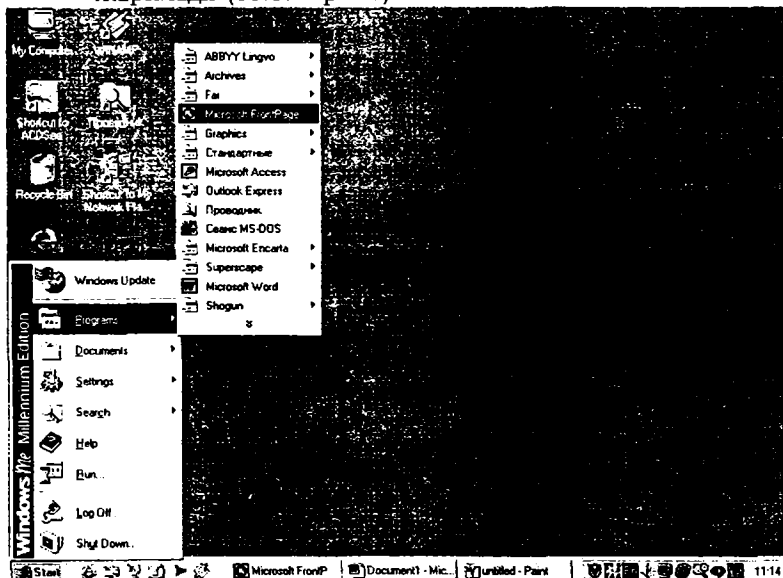 My Computer
Shortcut to
ACDSee
Проводник
Recycle Bin
Shortcut to My
Network Pla...
ABBYY Lingvo
Archives
Far
Microsoft FrontPage
Graphics
Стандартные
Microsoft Access
Outlook Express
Проводник
Сеанс MS-DOS
Microsoft Encarta
Superscape
Microsoft Word
Shogun
Windows Me Millennium Edition
Windows Update
Programs
Documents
Settings
Search
Help
Run...
Log Off
Shut Down...
Start
Microsoft FrontP
Document1 - Mic...
untitled - Paint